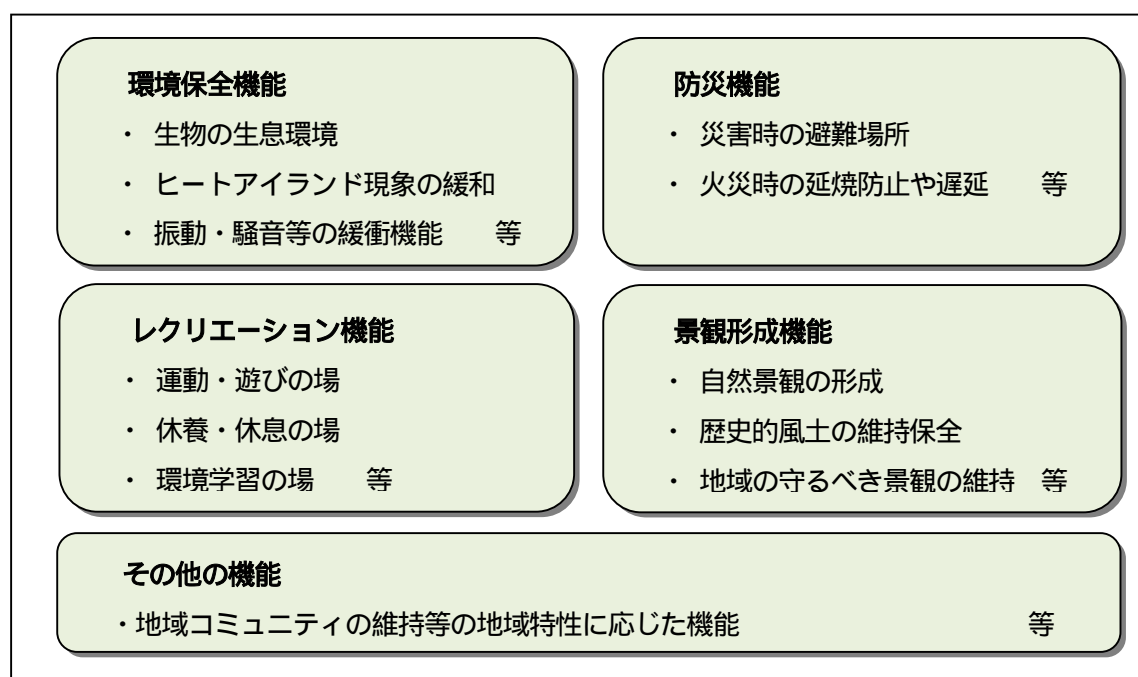 環境保全機能
・ 生物の生息環境
・ ヒートアイランド現象の緩和
・ 振動・騒音等の緩衝機能　　等
防災機能
・ 災害時の避難場所
・ 火災時の延焼防止や遅延　　等
レクリエーション機能
・ 運動・遊びの場
・ 休養・休息の場
・ 環境学習の場　　等
景観形成機能
・ 自然景観の形成
・ 歴史的風土の維持保全
・ 地域の守るべき景観の維持　等
その他の機能
・地域コミュニティの維持等の地域特性に応じた機能　　等